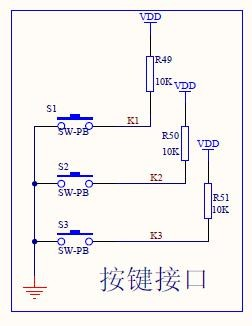 VDD
R49
10K
VDD
S1
K1
SW-PB
R50
10K
VDD
S2
K2
SW-PB
R51
10K
S3
K3
SW-PB
按键接口